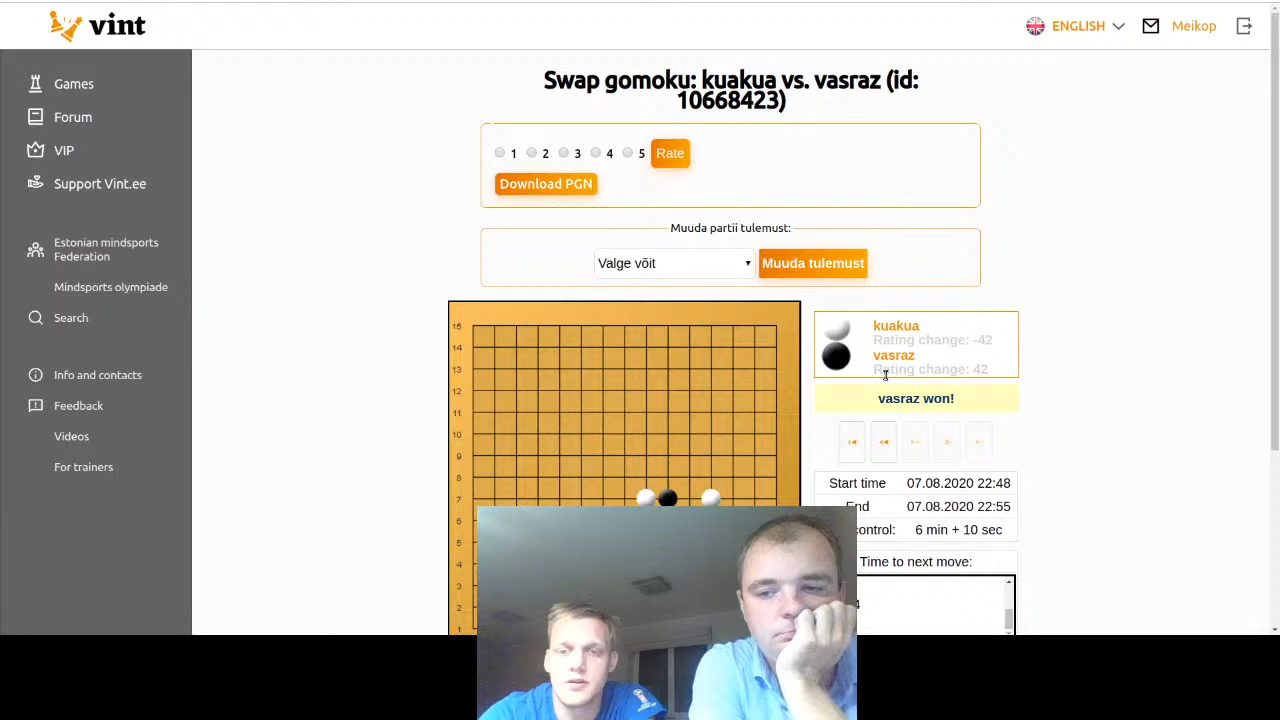 vint
ENGLISH
Meikop
Games
Forum
VIP
Support Vint.ee
Estonian mindsports
Federation
Mindsports olympiade
Search
Info and contacts
Feedback
Videos
For trainers
Swap gomoku: kuakua vs. vasraz (id:
10668423)
1 2 3 4 5 Rate
Download PGN
Muuda partii tulemust:
Valge võit Muuda tulemust
15
14
13
12
11
10
9
8
7
6
5
4
3
2
1
kuakua
Rating change: -42
vasraz
Rating change: 42
vasraz won!
Start time 07.08.2020 22:48
End 07.08.2020 22:55
control: 6 min + 10 sec
Time to next move:
4